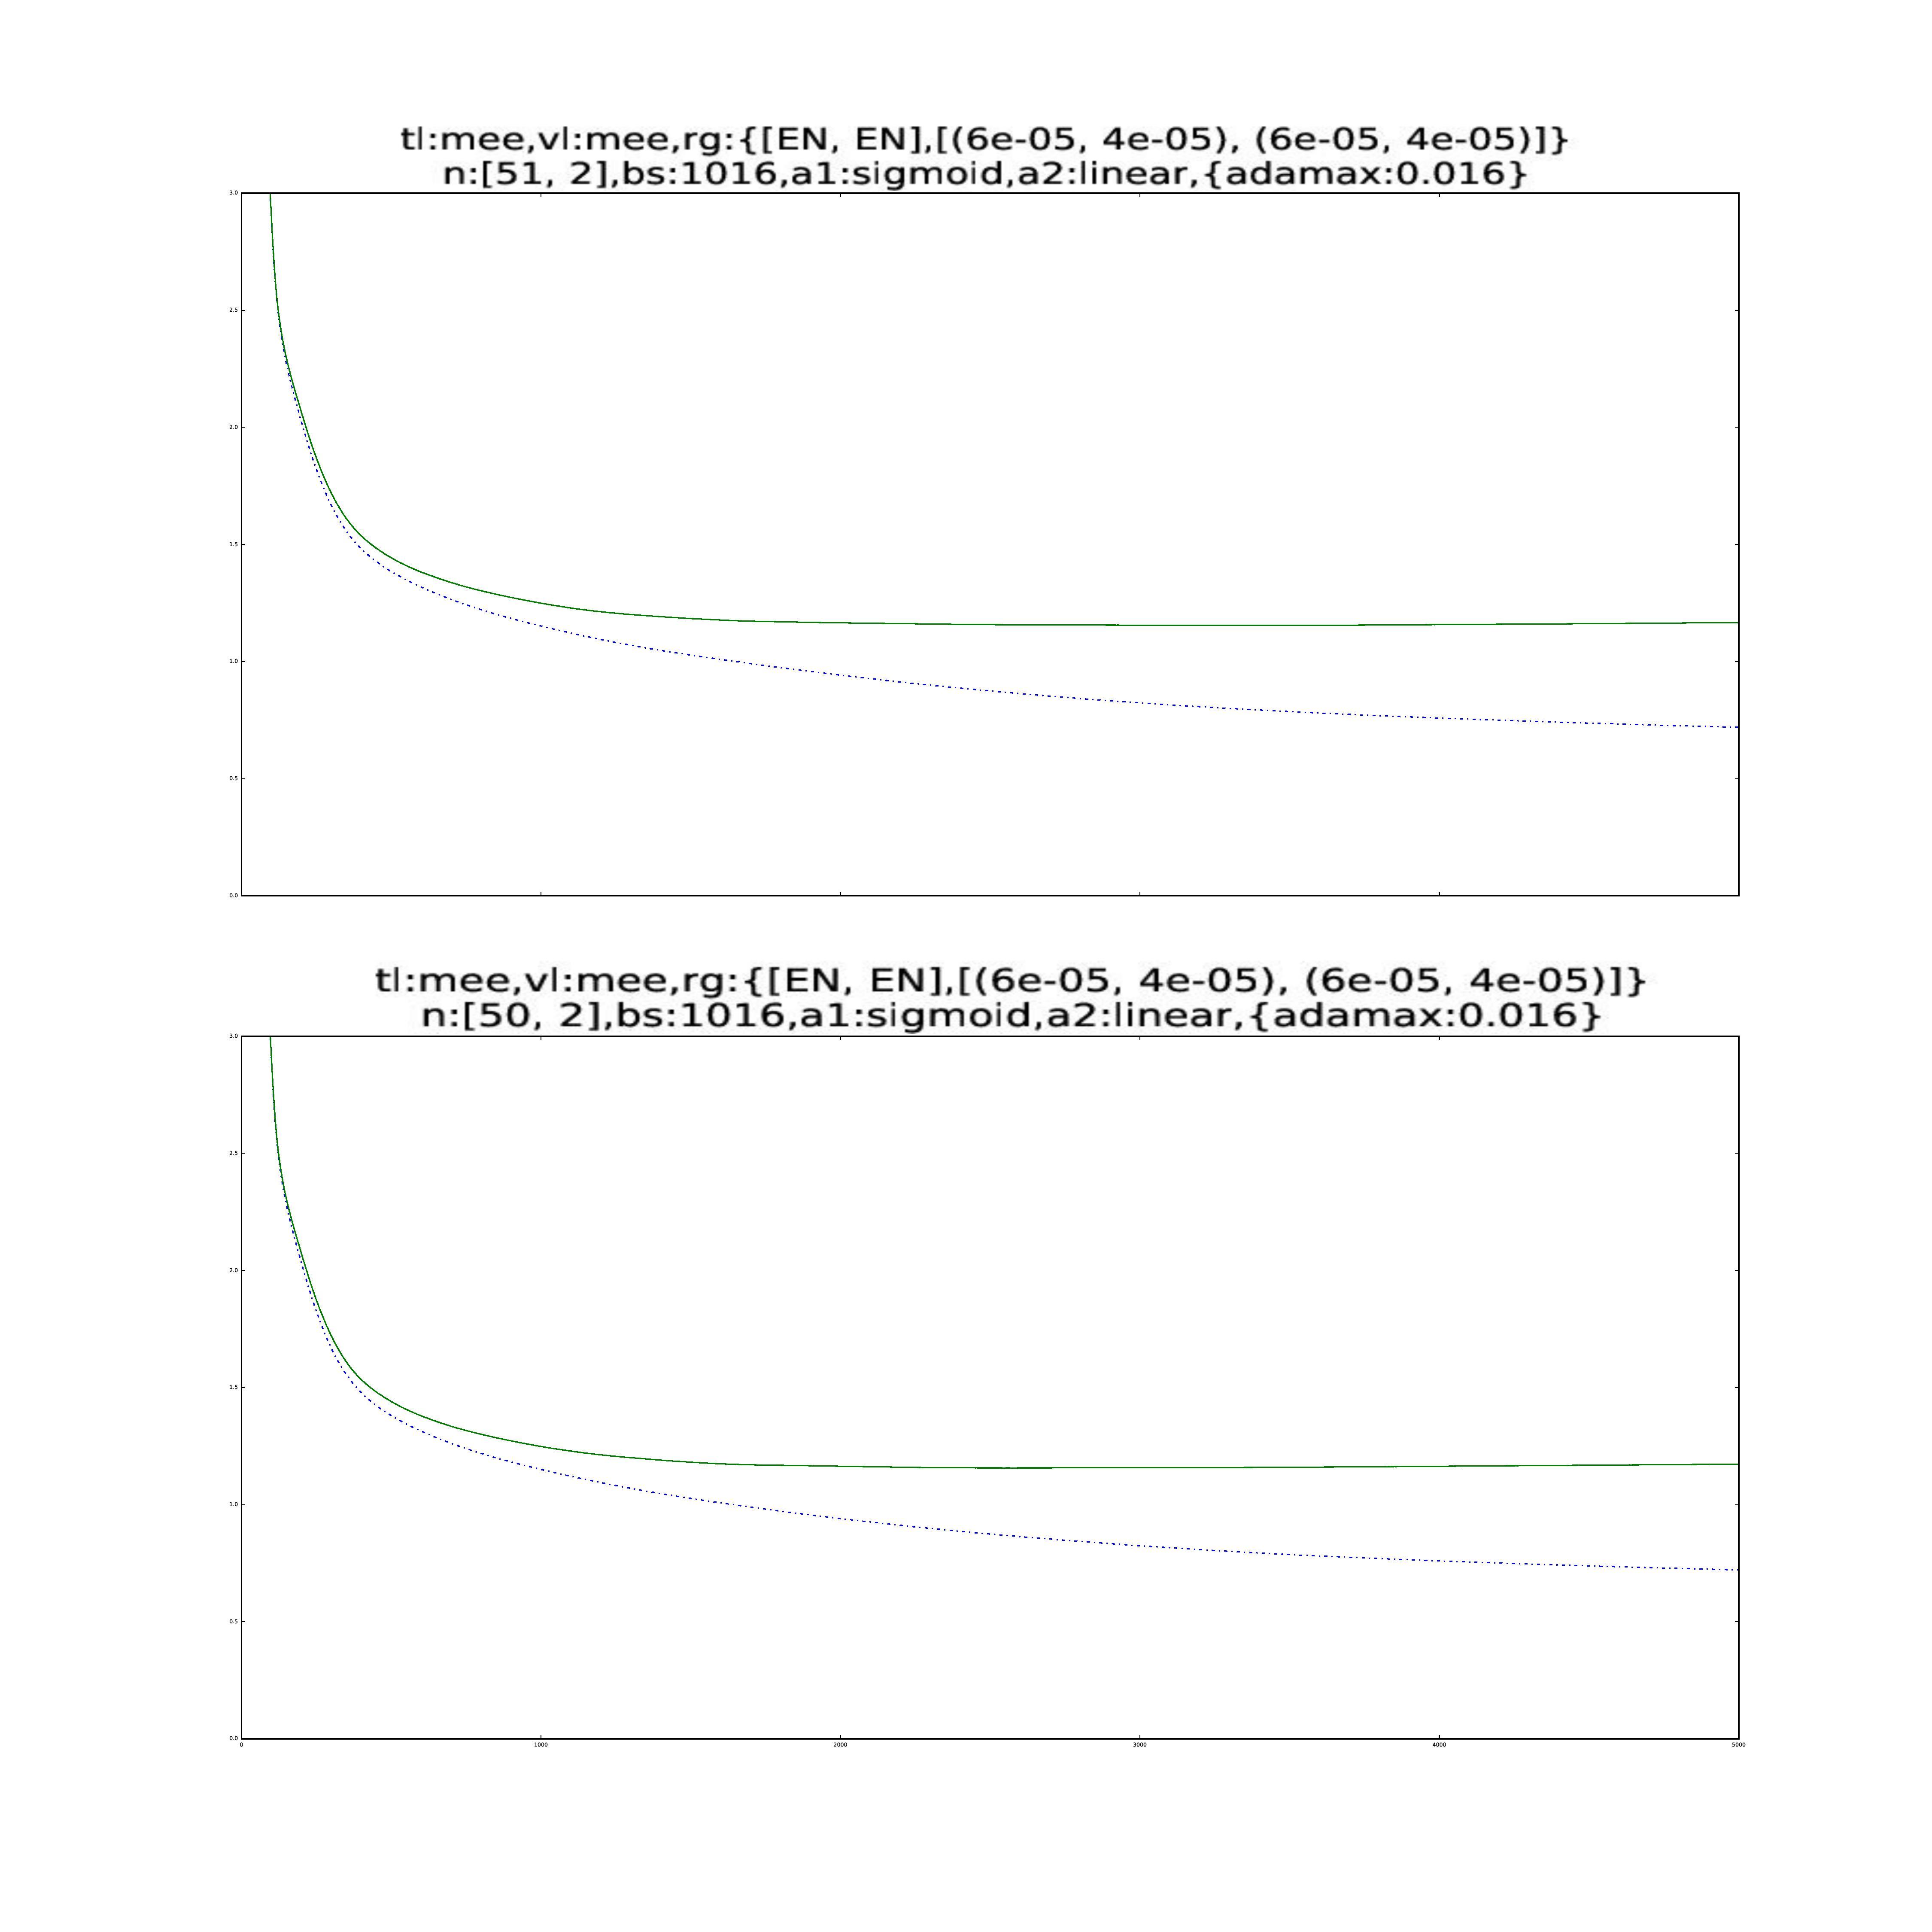 tl:mee,vl:mee,rg:{[EN, EN],[(6e-05, 4e-05), (6e-05, 4e-05)]}
n:[51, 2],bs:1016,a1:sigmoid,a2:linear,{adamax:0.016}
3.0
2.5
2.0
1.5
1.0
0.5
0.0
tl:mee,vl:mee,rg:{[EN, EN],[(6e-05, 4e-05), (6e-05, 4e-05)]}
n:[50, 2],bs:1016,a1:sigmoid,a2:linear,{adamax:0.016}
3.0
2.5
2.0
1.5
1.0
0.5
0.0
0 1000 2000 3000 4000 5000